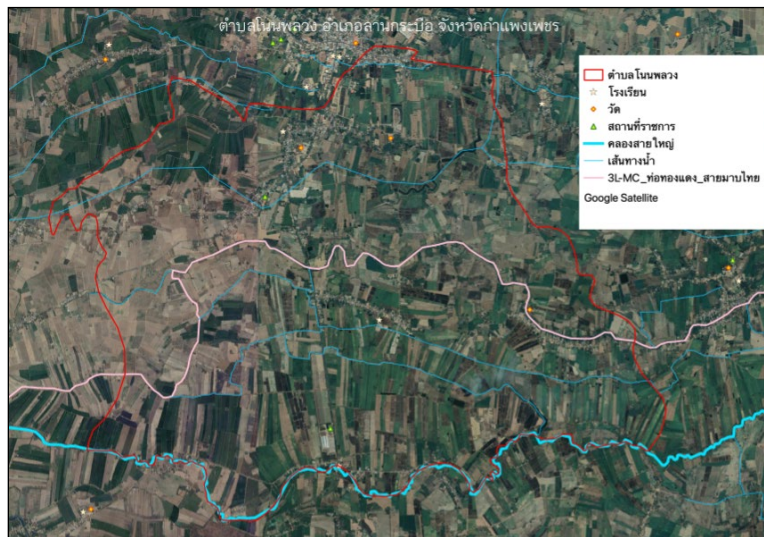 ตำบลโนนพลวง อำเภอลานกระบือ จังหวัดกำแพงเพชร
ตำบลโนนพลวง
โรงเรียน
วัด
สถานที่ราชการ
คลองสายใหญ่
เส้นทางน้ำ
3L-MC_ท่อทองแดง_สายมาบไทย
Google Satellite